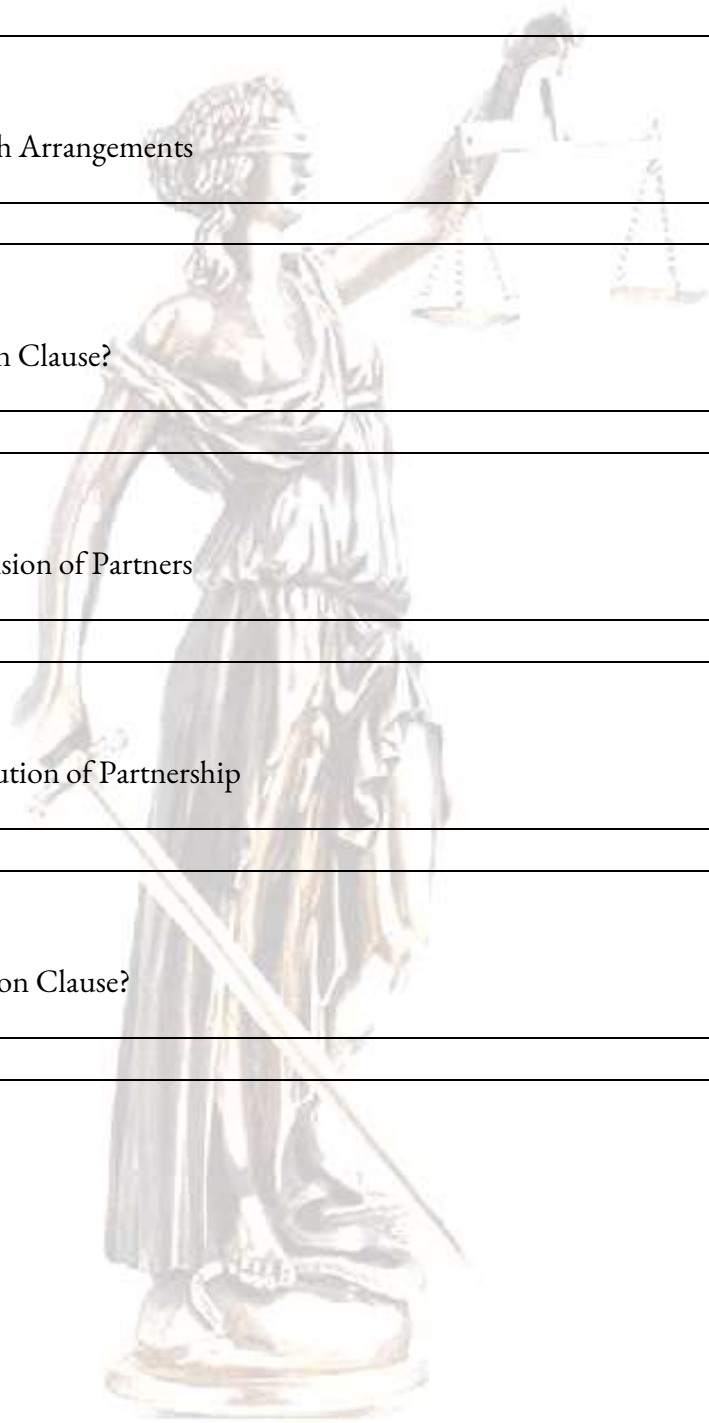 h Arrangements
n Clause?
sion of Partners
ution of Partnership
on Clause?